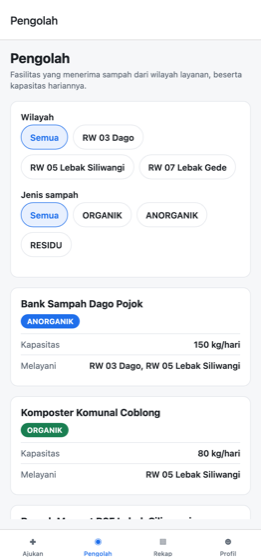 Pengolah
Pengolah
Fasilitas yang menerima sampah dari wilayah layanan, beserta
kapasitas hariannya.
Wilayah
Semua
RW 03 Dago
RW 05 Lebak Siliwangi
RW 07 Lebak Gede
Jenis sampah
Semua
ORGANIK
ANORGANIK
RESIDU
Bank Sampah Dago Pojok
ANORGANIK
Kapasitas 150 kg/hari
Melayani RW 03 Dago, RW 05 Lebak Siliwangi
Komposter Komunal Coblong
ORGANIK
Kapasitas 80 kg/hari
Melayani RW 05 Lebak Siliwangi
Ajukan
Pengolah
Rekap
Profil